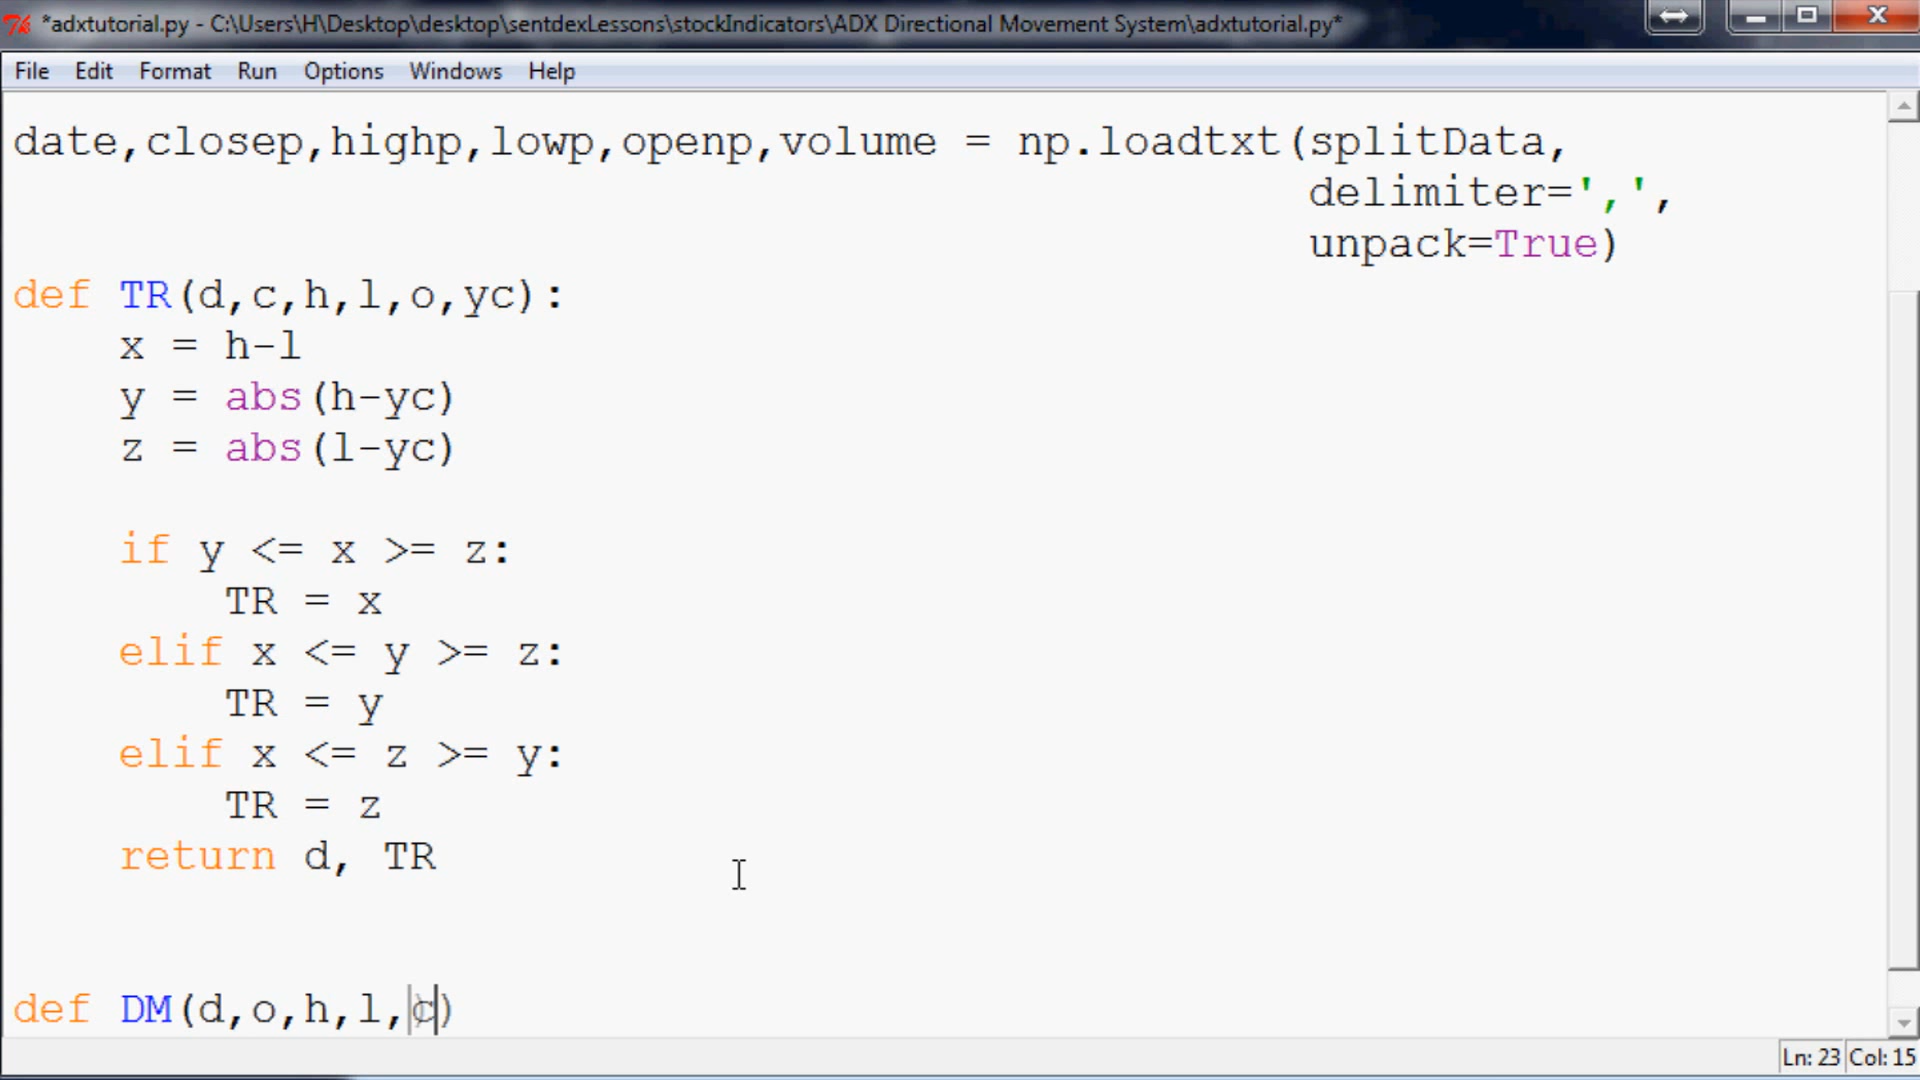 *adxtutorial.py - C:\Users\H\Desktop\desktop\sentdexLessons\stockIndicators\ADX Directional Movement System\adxtutorial.py*
File Edit Format Run Options Windows Help
date,closep,highp,lowp,openp,volume = np.loadtxt(splitData,
delimiter=',',
unpack=True)
def TR(d,c,h,l,o,yc):
x = h-l
y = abs(h-yc)
z = abs(l-yc)
if y <= x >= z:
TR = x
elif x <= y >= z:
TR = y
elif x <= z >= y:
TR = z
return d, TR
def DM(d,o,h,l,c)
Ln: 23 Col: 15